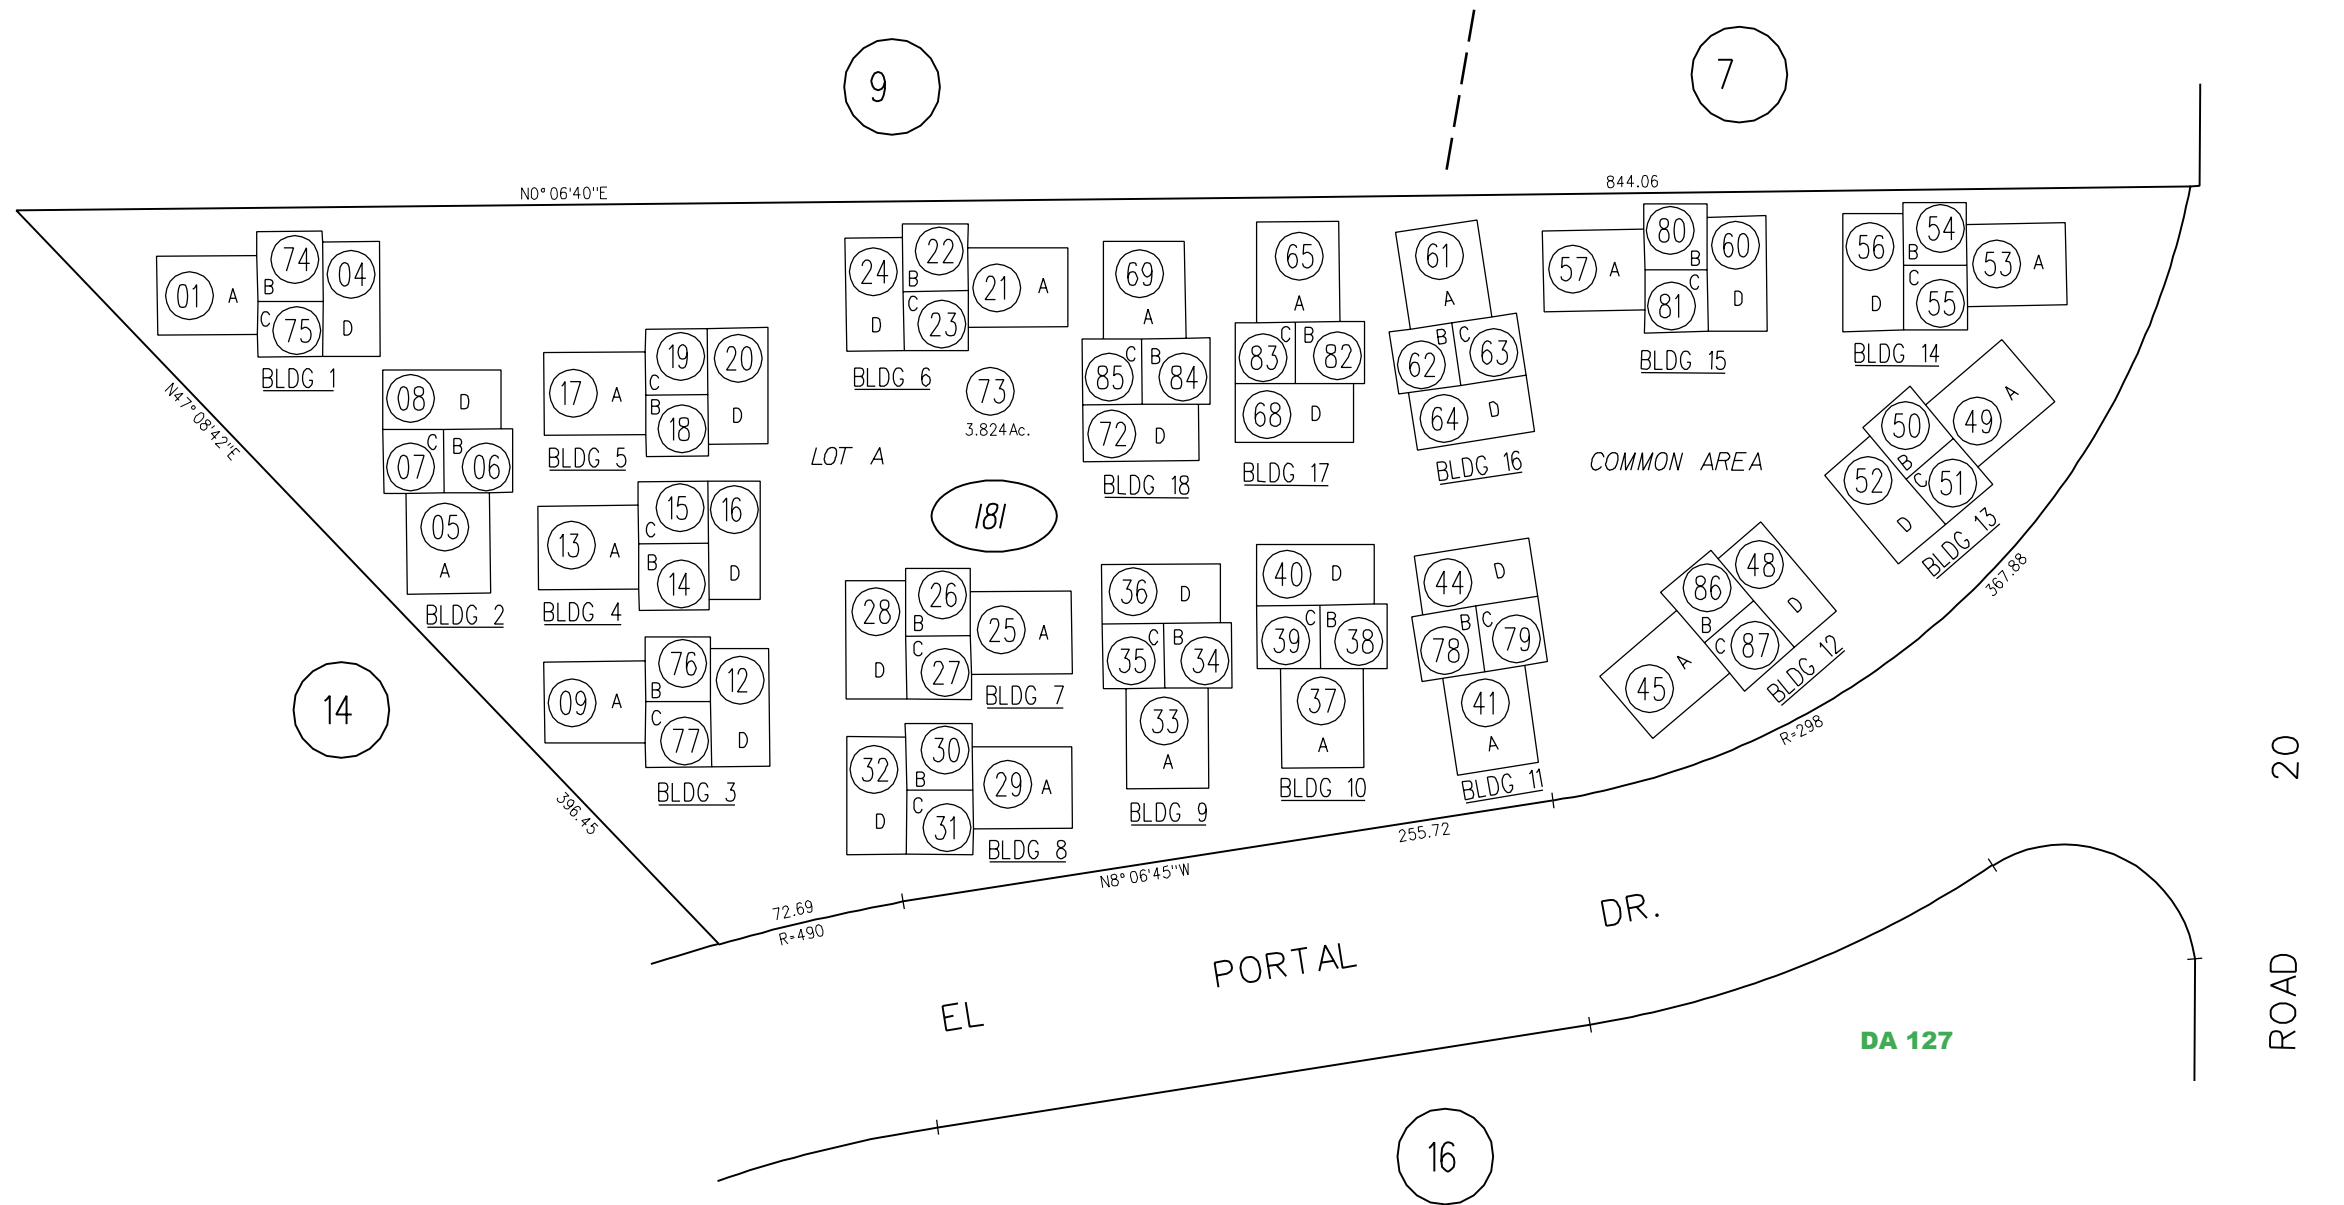 9
7
N0°06'40"E
844.06
01 A
74 B
75 C
04 D
BLDG 1
08 D
07 C
B 06
05 A
BLDG 2
17 A
19 C
B 18
20 D
BLDG 5
13 A
15 C
B 14
16 D
BLDG 4
09 A
76 B
C 77
12 D
BLDG 3
24 D
22 B
C 23
21 A
BLDG 6
73
3.824Ac.
LOT A
181
28 D
26 B
C 27
25 A
BLDG 7
32 D
30 B
C 31
29 A
BLDG 8
69 A
85 C
B 84
72 D
BLDG 18
65 A
83 C
B 82
68 D
BLDG 17
61 A
62 B
C 63
64 D
BLDG 16
57 A
80 B
81 C
60 D
BLDG 15
56 D
54 B
C 55
53 A
BLDG 14
COMMON AREA
50 B
49 A
52 D
C 51
BLDG 13
36 D
35 C
B 34
33 A
BLDG 9
40 D
39 C
B 38
37 A
BLDG 10
44 D
78 B
C 79
41 A
BLDG 11
86 B
48 D
45 A
C 87
BLDG 12
N47°08'42"E
396.45
14
72.69
R=490
N8°06'45"W
255.72
R=298
367.88
EL PORTAL DR.
ROAD 20
DA 127
16